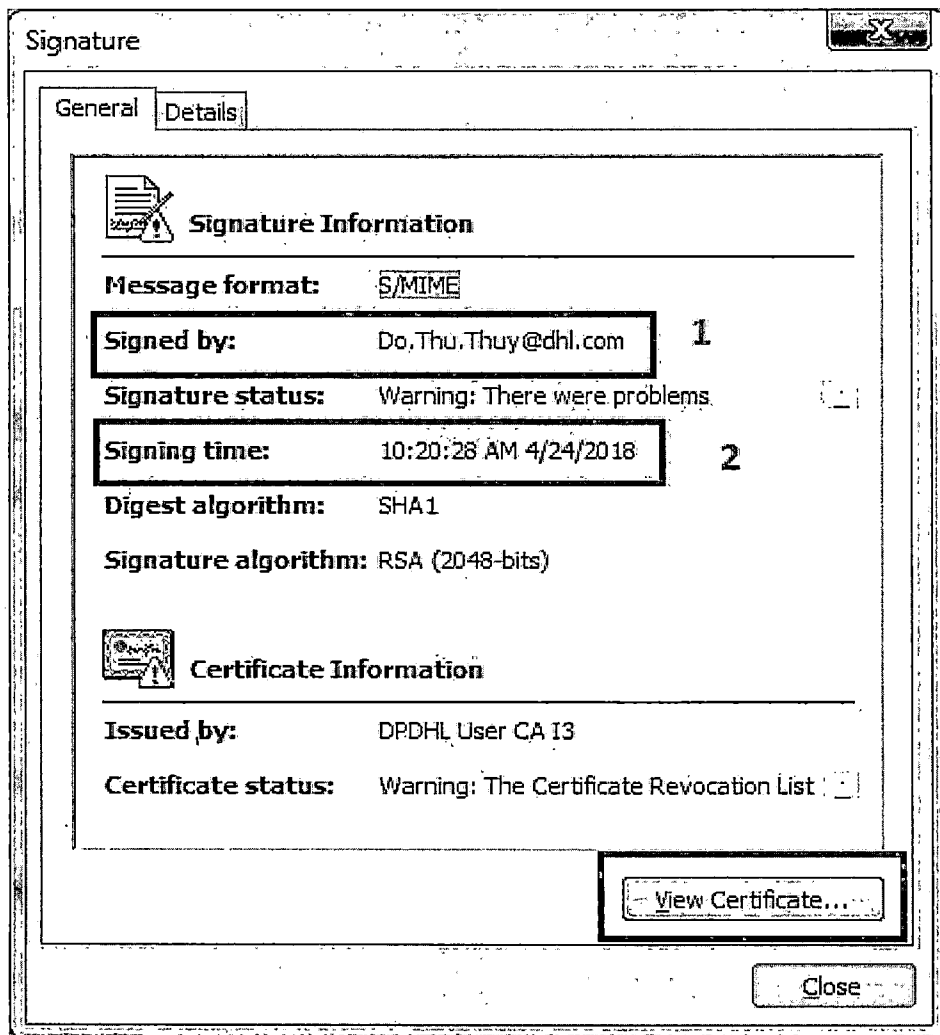 Signature
General Details
Signature Information
Message format: S/MIME
Signed by: Do.Thu.Thuy@dhl.com 1
Signature status: Warning: There were problems.
Signing time: 10:20:28 AM 4/24/2018 2
Digest algorithm: SHA1
Signature algorithm: RSA (2048-bits)
Certificate Information
Issued by: DPDHL User CA I3
Certificate status: Warning: The Certificate Revocation List
View Certificate...
Close